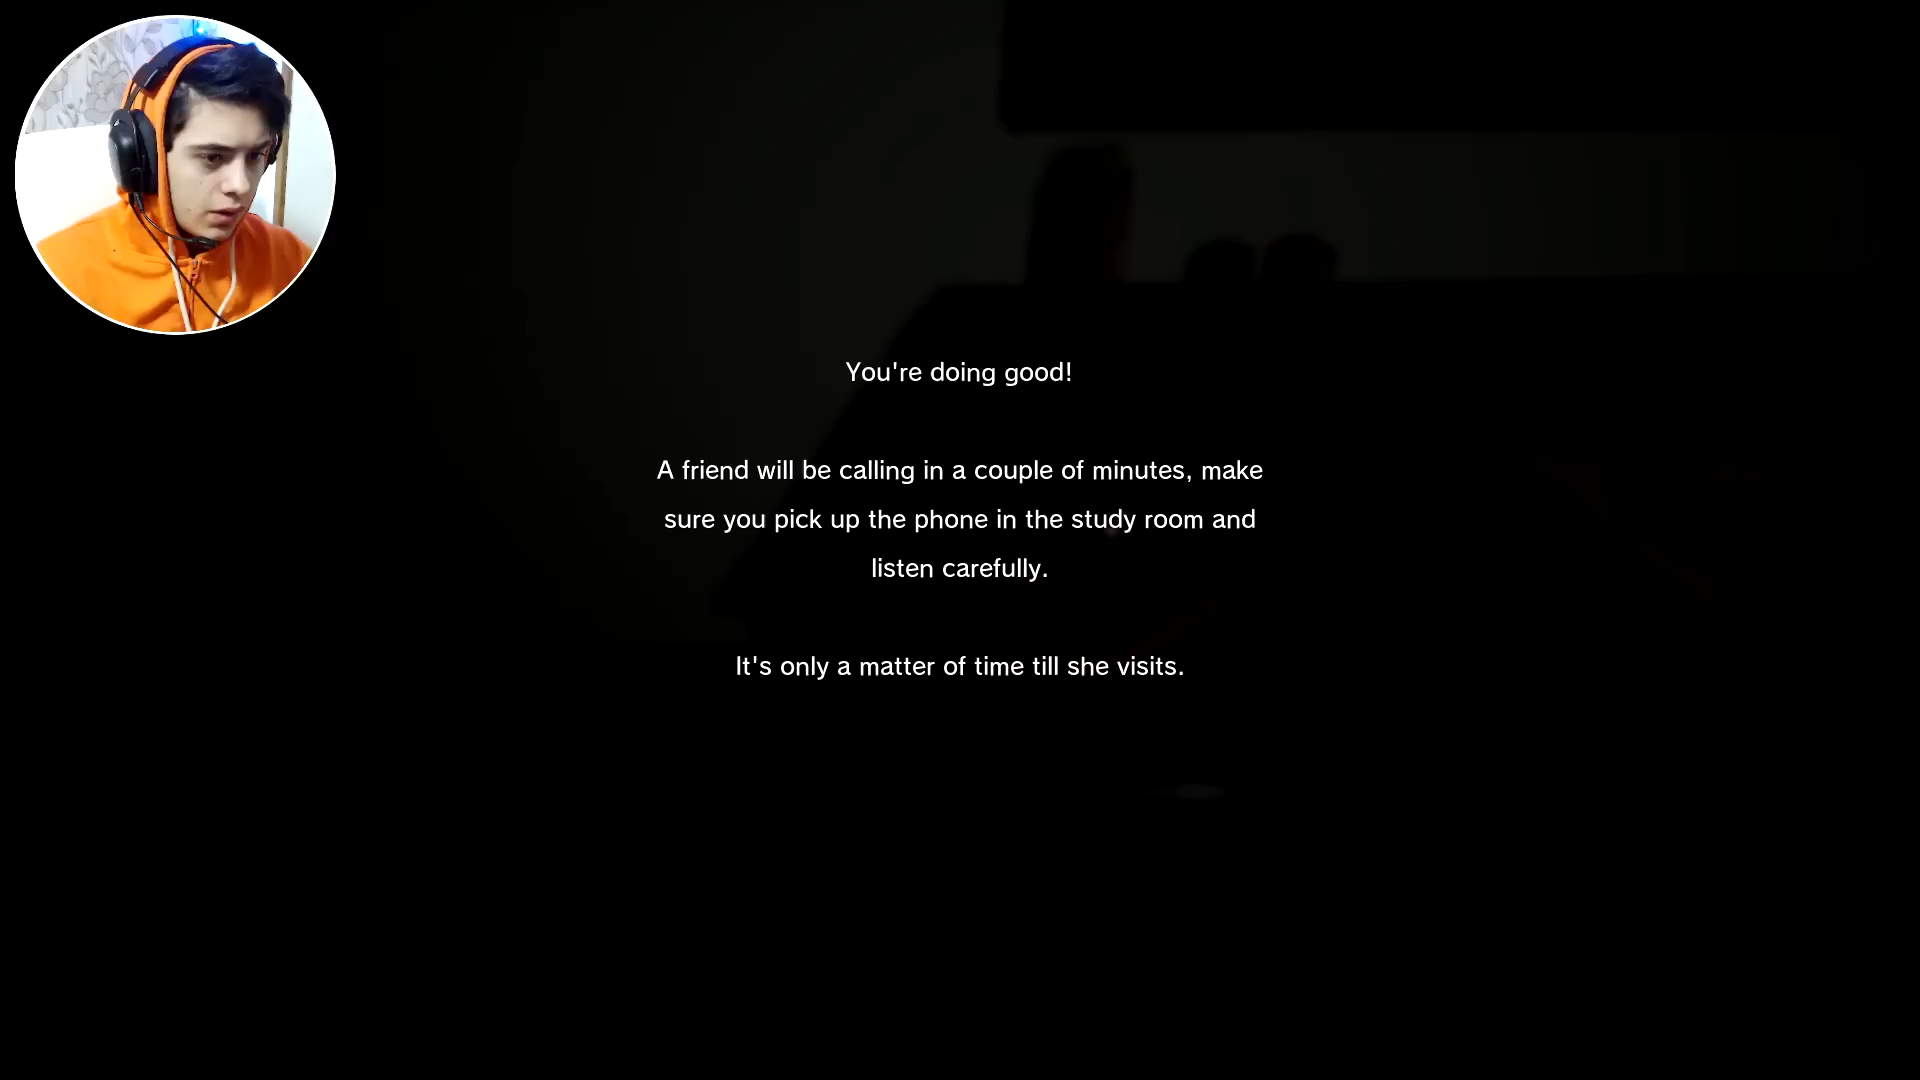 You're doing good!
A friend will be calling in a couple of minutes, make
sure you pick up the phone in the study room and
listen carefully.
It's only a matter of time till she visits.